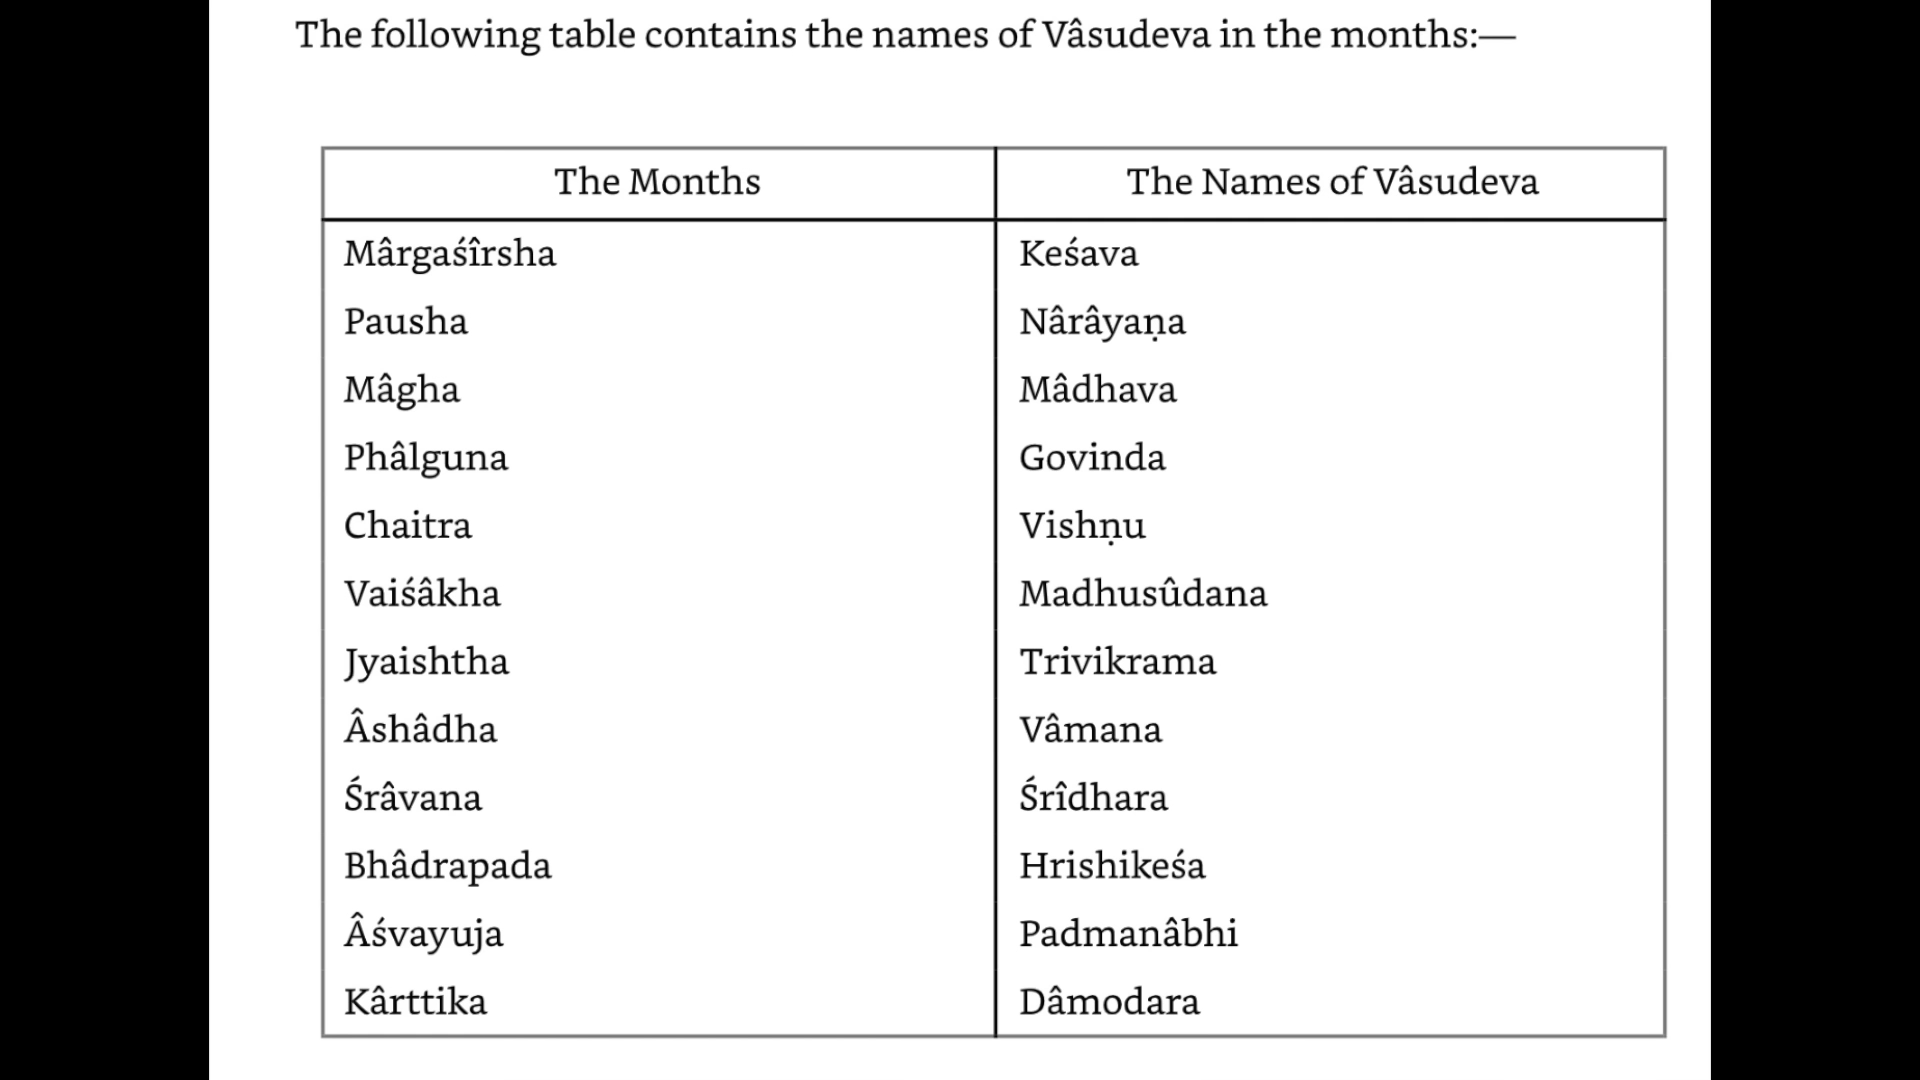 The following table contains the names of Vâsudeva in the months:—
The Months The Names of Vâsudeva
Mârgaśîrsha Keśava
Pausha Nârâyaṇa
Mâgha Mâdhava
Phâlguna Govinda
Chaitra Vishṇu
Vaiśâkha Madhusûdana
Jyaishtha Trivikrama
Âshâdha Vâmana
Śrâvana Śrîdhara
Bhâdrapada Hrishikeśa
Âśvayuja Padmanâbhi
Kârttika Dâmodara